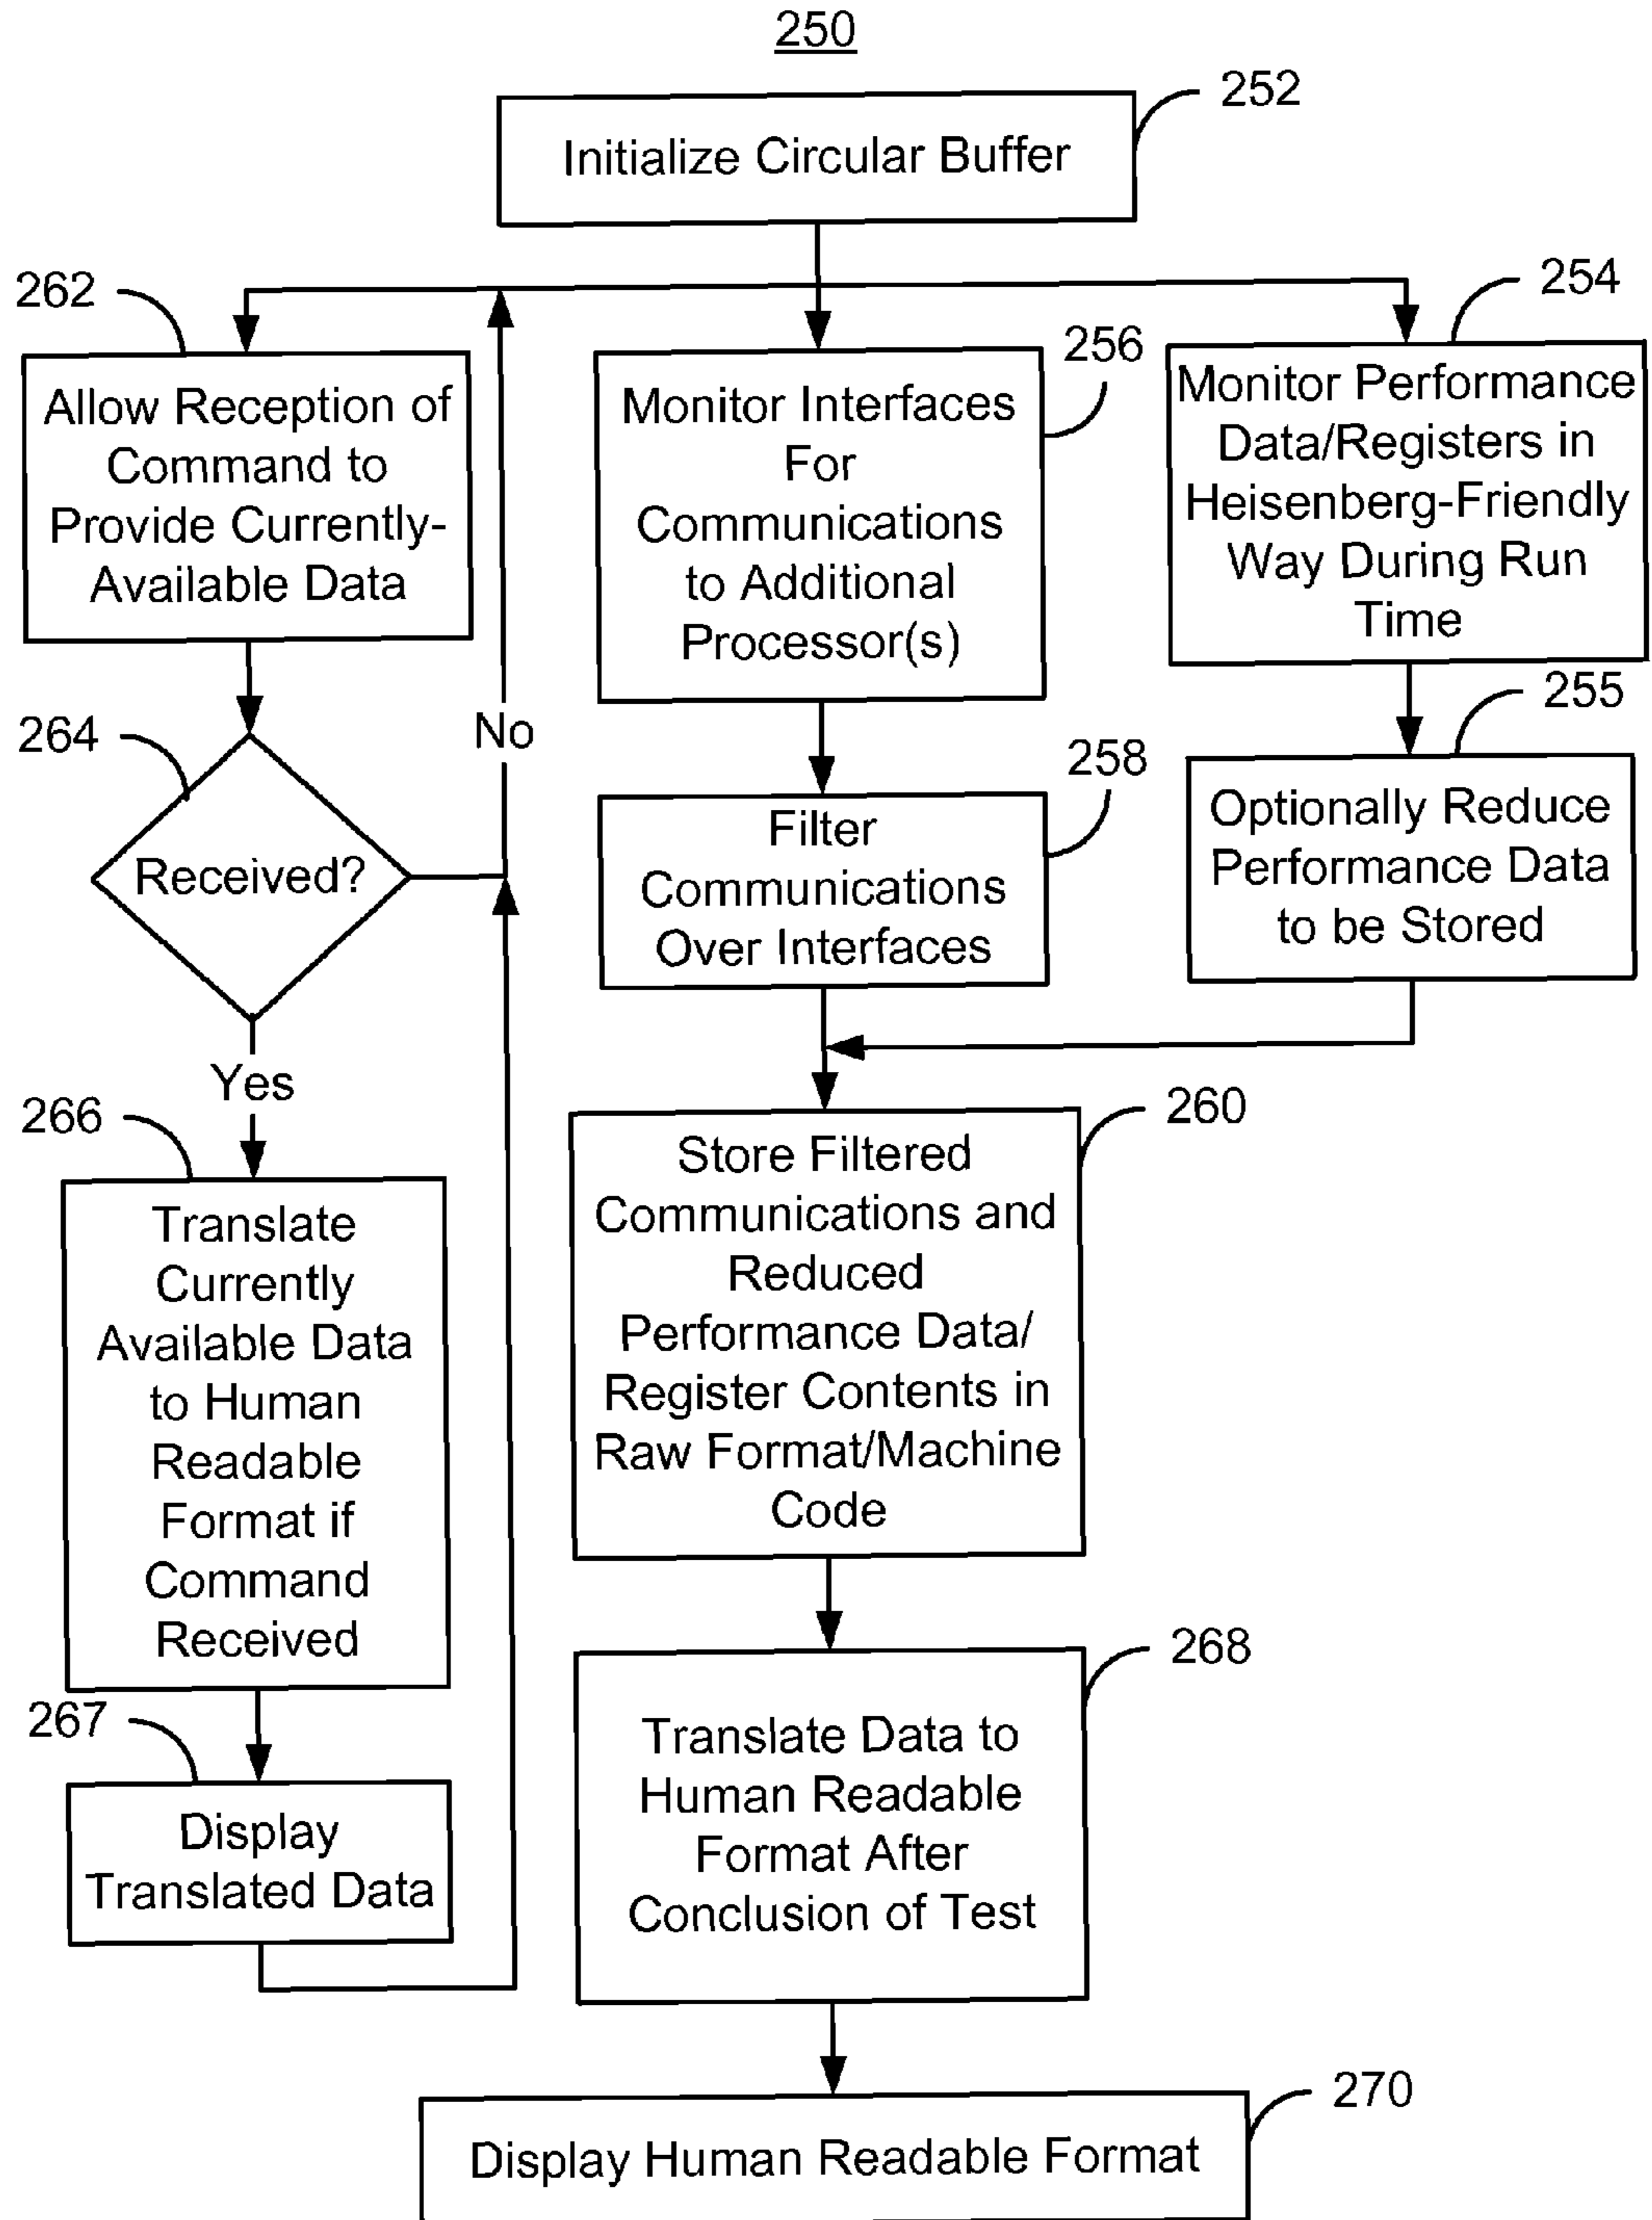 250
252
Initialize Circular Buffer
262
Allow Reception of
Command to
Provide Currently-
Available Data
256
Monitor Interfaces
For
Communications
to Additional
Processor(s)
254
Monitor Performance
Data/Registers in
Heisenberg-Friendly
Way During Run
Time
264
Received?
No
Yes
258
Filter
Communications
Over Interfaces
255
Optionally Reduce
Performance Data
to be Stored
266
Translate
Currently
Available Data
to Human
Readable
Format if
Command
Received
260
Store Filtered
Communications and
Reduced
Performance Data/
Register Contents in
Raw Format/Machine
Code
267
Display
Translated Data
268
Translate Data to
Human Readable
Format After
Conclusion of Test
270
Display Human Readable Format